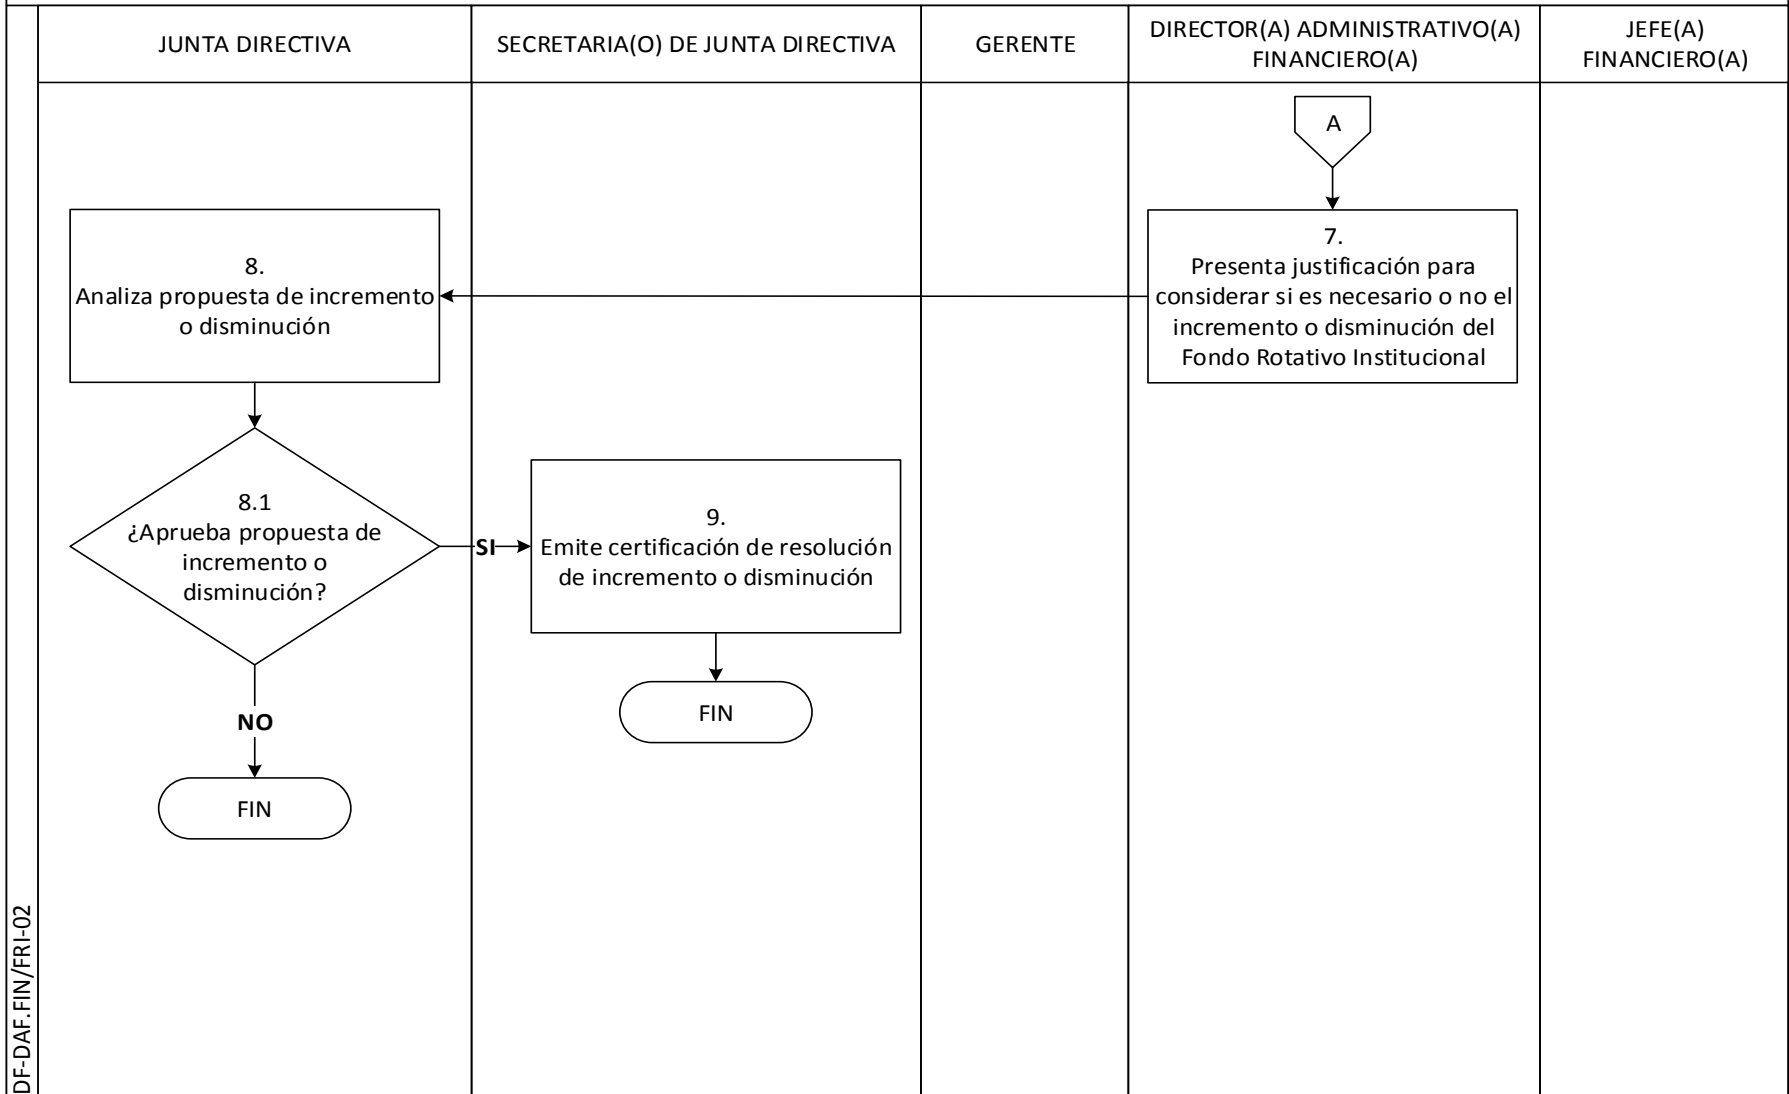 JUNTA DIRECTIVA
SECRETARIA(O) DE JUNTA DIRECTIVA
GERENTE
DIRECTOR(A) ADMINISTRATIVO(A)
FINANCIERO(A)
JEFE(A)
FINANCIERO(A)
A
7.
Presenta justificación para
considerar si es necesario o no el
incremento o disminución del
Fondo Rotativo Institucional
8.
Analiza propuesta de incremento
o disminución
8.1
¿Aprueba propuesta de
incremento o
disminución?
SI
9.
Emite certificación de resolución
de incremento o disminución
FIN
NO
FIN
DF-DAF.FIN/FRI-02